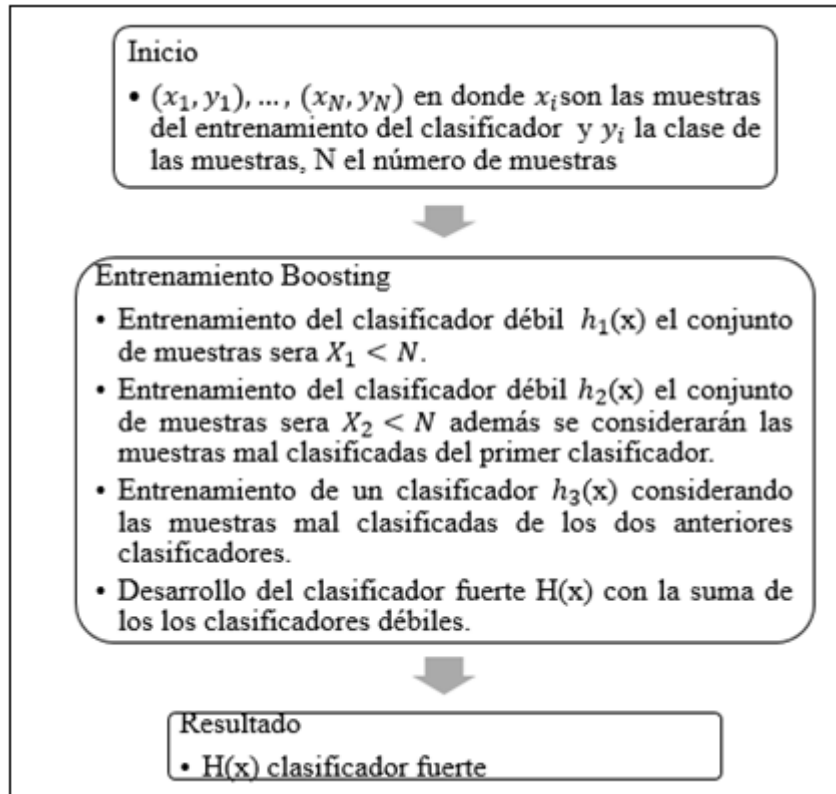 Inicio
• (x₁, y₁), ..., (x_N, y_N) en donde xᵢ son las muestras
del entrenamiento del clasificador y yᵢ la clase de
las muestras, N el número de muestras
Entrenamiento Boosting
• Entrenamiento del clasificador débil h₁(x) el conjunto
de muestras sera X₁ < N.
• Entrenamiento del clasificador débil h₂(x) el conjunto
de muestras sera X₂ < N además se considerarán las
muestras mal clasificadas del primer clasificador.
• Entrenamiento de un clasificador h₃(x) considerando
las muestras mal clasificadas de los dos anteriores
clasificadores.
• Desarrollo del clasificador fuerte H(x) con la suma de
los los clasificadores débiles.
Resultado
• H(x) clasificador fuerte